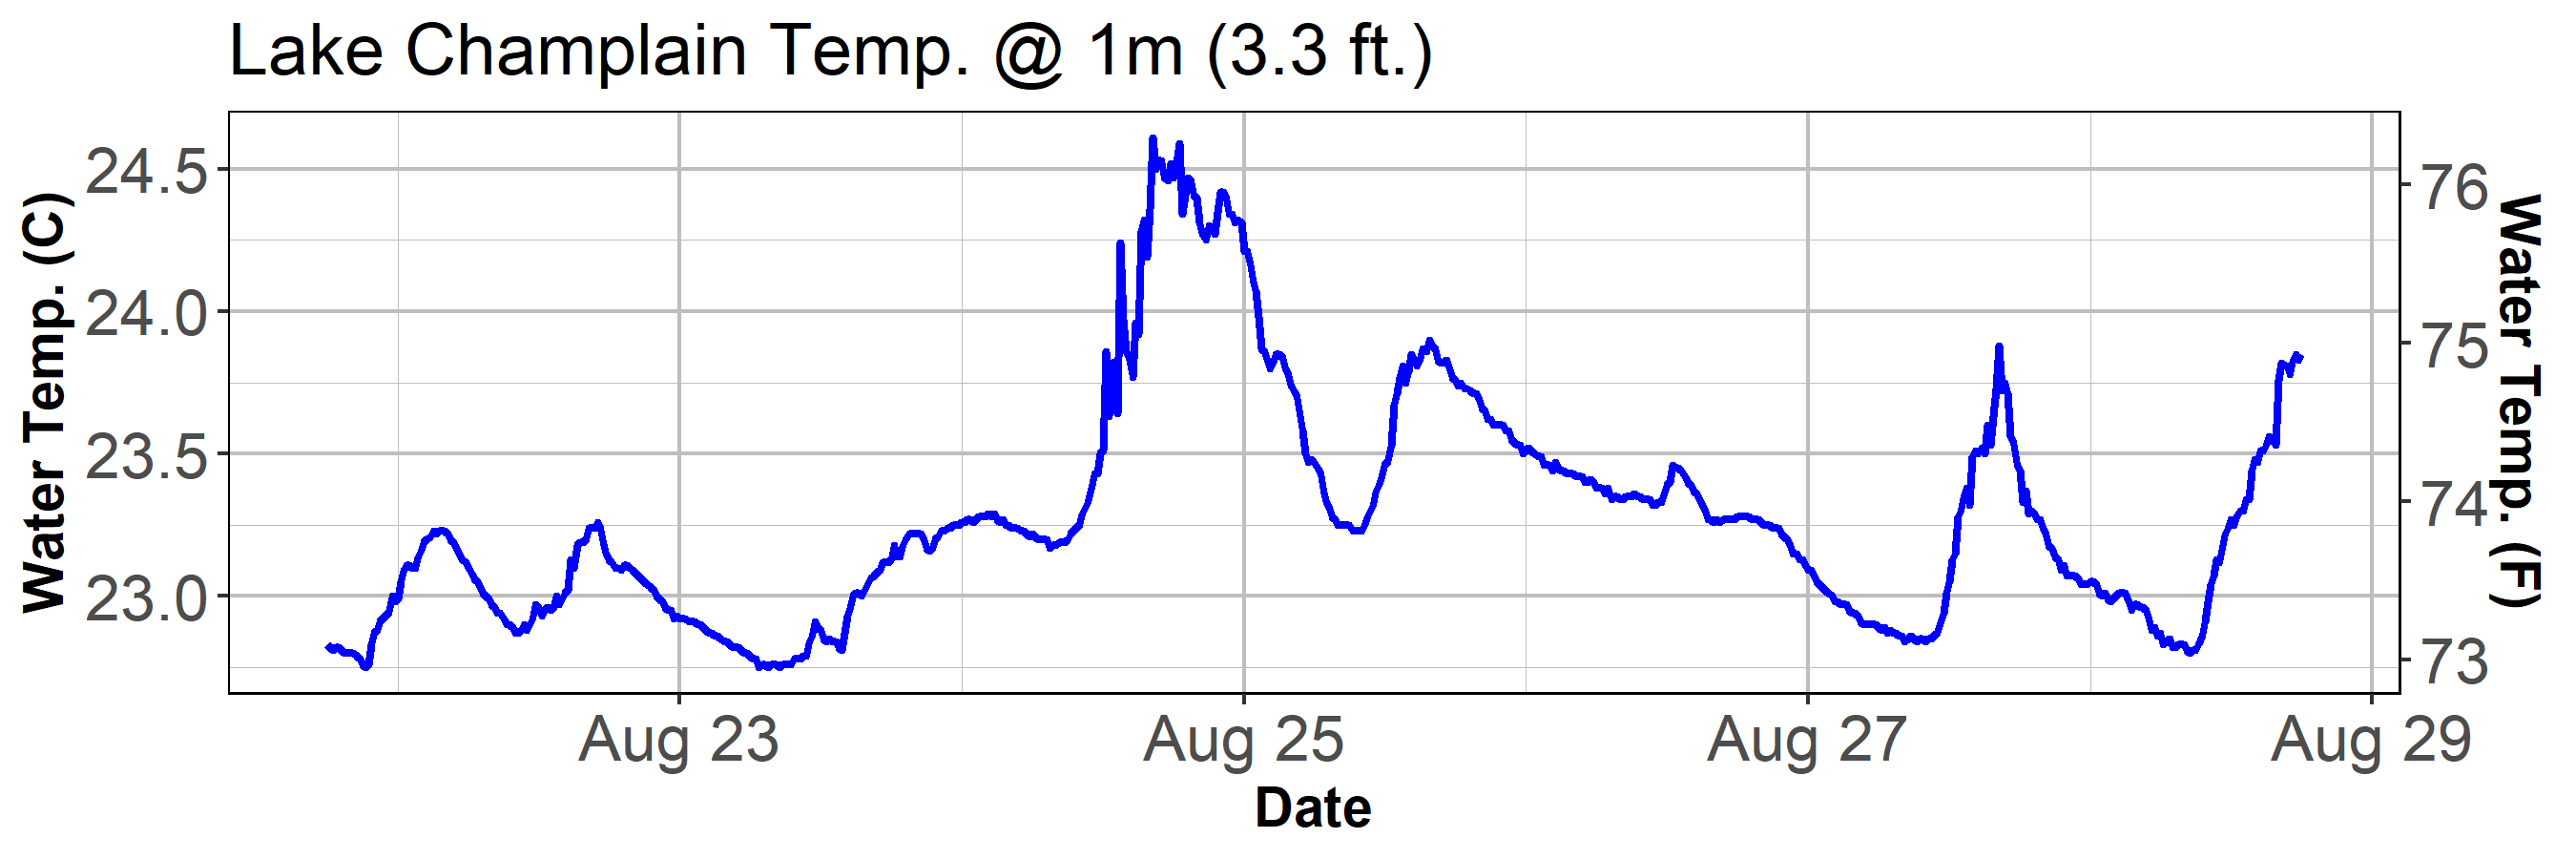 Lake Champlain Temp. @ 1m (3.3 ft.)
Water Temp. (C)
24.5
24.0
23.5
23.0
76
75
74
73
Water Temp. (F)
Aug 23 Aug 25 Aug 27 Aug 29
Date